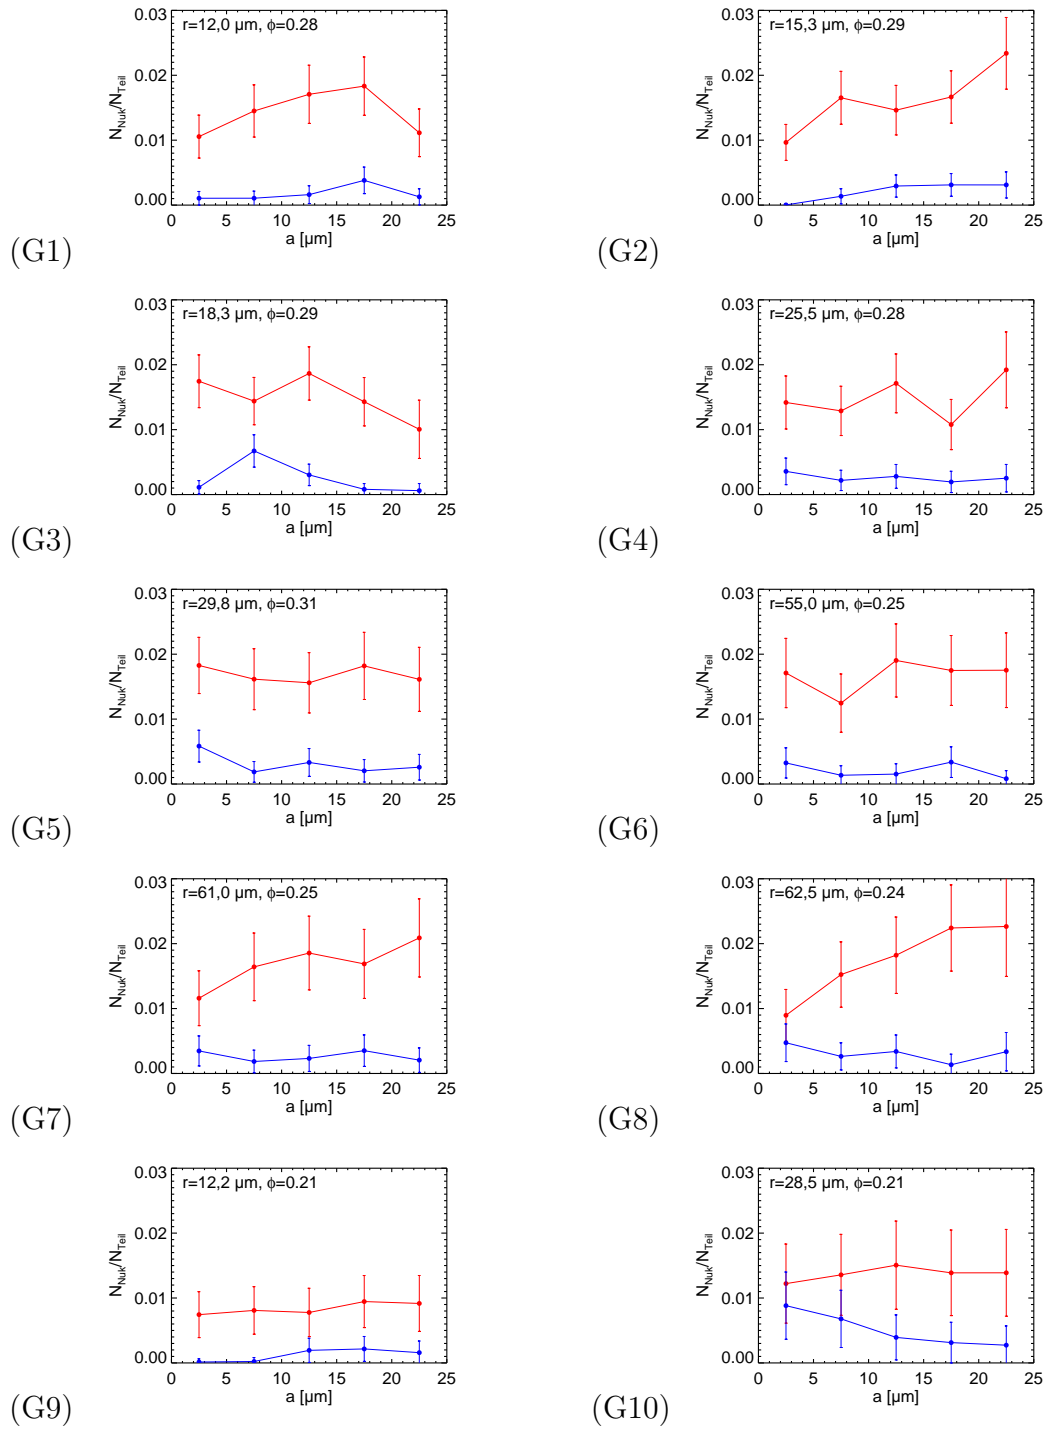 r=12,0 µm, ϕ=0.28
0.03
0.02
0.01
0.00
N_Nuk/N_Teil
0 5 10 15 20 25
a [µm]
(G1)
r=15,3 µm, ϕ=0.29
0.03
0.02
0.01
0.00
N_Nuk/N_Teil
0 5 10 15 20 25
a [µm]
(G2)
r=18,3 µm, ϕ=0.29
0.03
0.02
0.01
0.00
N_Nuk/N_Teil
0 5 10 15 20 25
a [µm]
(G3)
r=25,5 µm, ϕ=0.28
0.03
0.02
0.01
0.00
N_Nuk/N_Teil
0 5 10 15 20 25
a [µm]
(G4)
r=29,8 µm, ϕ=0.31
0.03
0.02
0.01
0.00
N_Nuk/N_Teil
0 5 10 15 20 25
a [µm]
(G5)
r=55,0 µm, ϕ=0.25
0.03
0.02
0.01
0.00
N_Nuk/N_Teil
0 5 10 15 20 25
a [µm]
(G6)
r=61,0 µm, ϕ=0.25
0.03
0.02
0.01
0.00
N_Nuk/N_Teil
0 5 10 15 20 25
a [µm]
(G7)
r=62,5 µm, ϕ=0.24
0.03
0.02
0.01
0.00
N_Nuk/N_Teil
0 5 10 15 20 25
a [µm]
(G8)
r=12,2 µm, ϕ=0.21
0.03
0.02
0.01
0.00
N_Nuk/N_Teil
0 5 10 15 20 25
a [µm]
(G9)
r=28,5 µm, ϕ=0.21
0.03
0.02
0.01
0.00
N_Nuk/N_Teil
0 5 10 15 20 25
a [µm]
(G10)